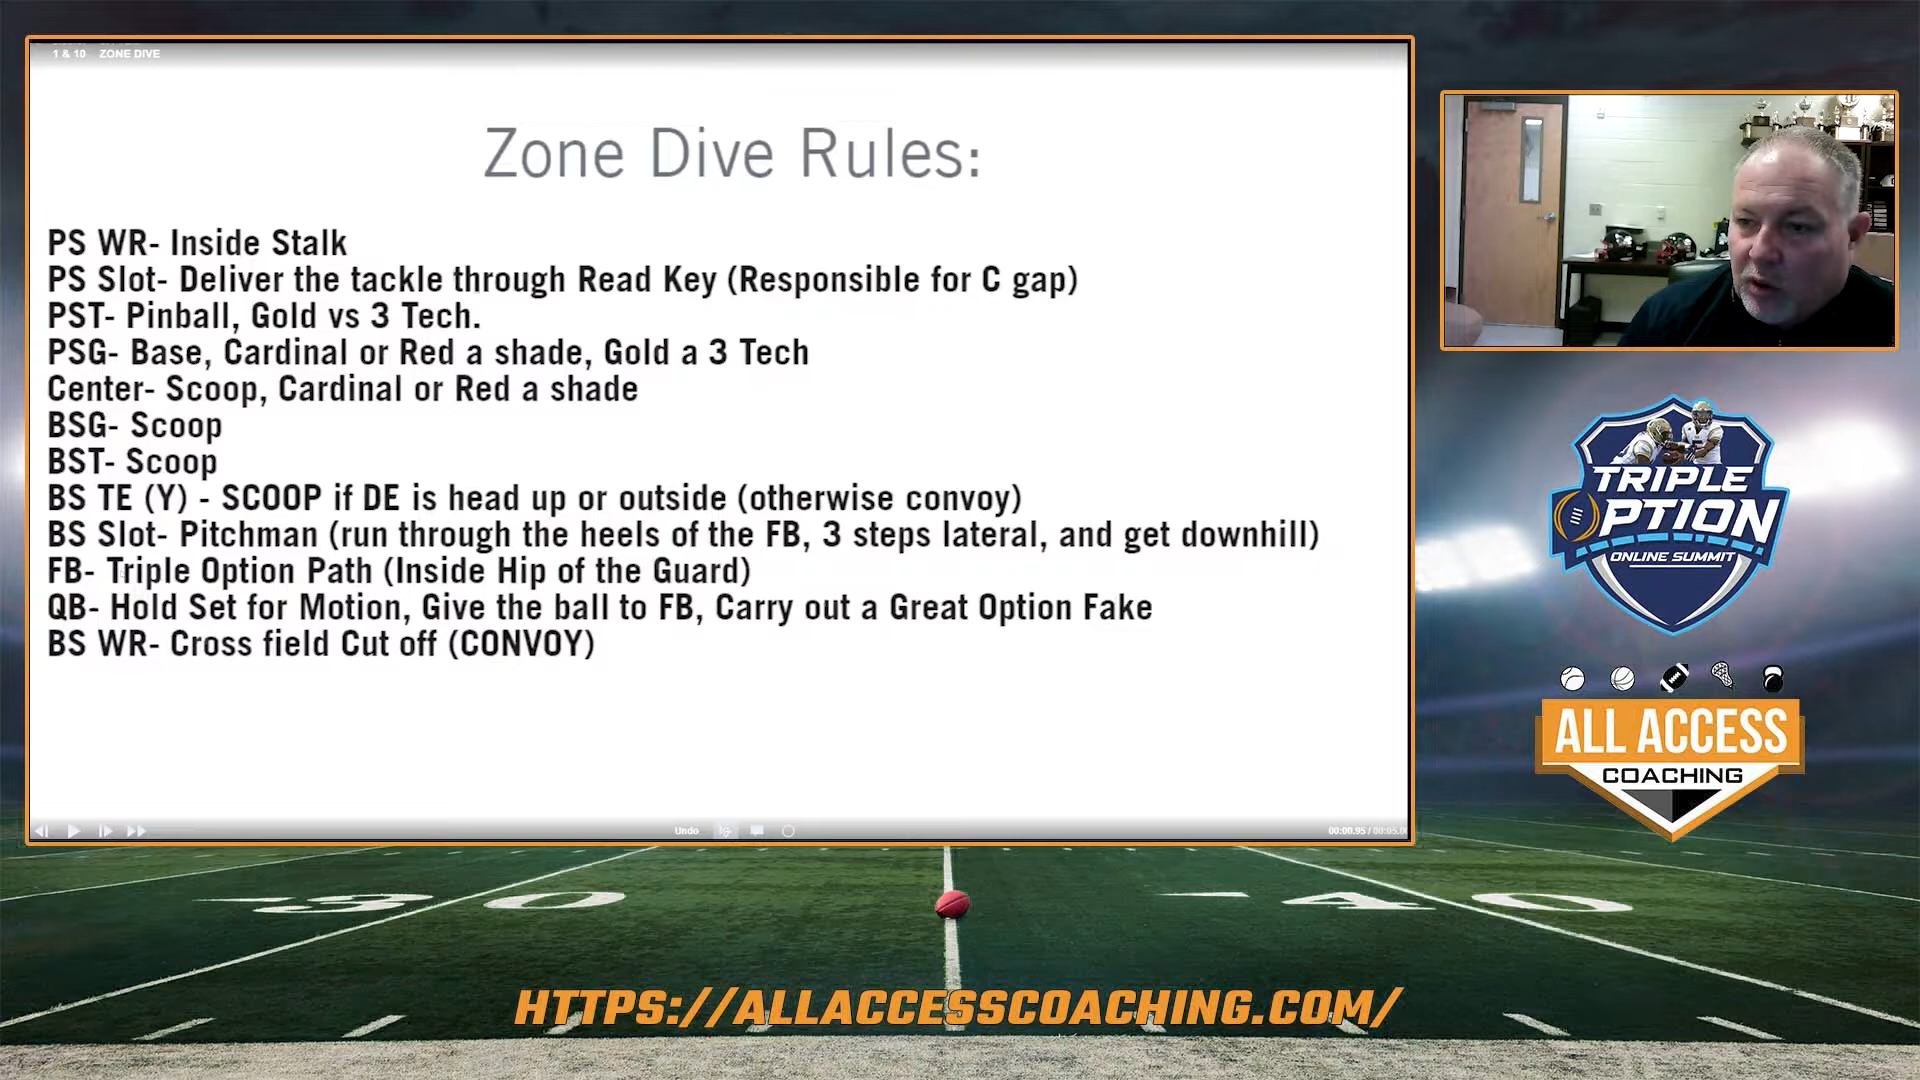 1 & 10 ZONE DIVE
Zone Dive Rules:
PS WR- Inside Stalk
PS Slot- Deliver the tackle through Read Key (Responsible for C gap)
PST- Pinball, Gold vs 3 Tech.
PSG- Base, Cardinal or Red a shade, Gold a 3 Tech
Center- Scoop, Cardinal or Red a shade
BSG- Scoop
BST- Scoop
BS TE (Y) - SCOOP if DE is head up or outside (otherwise convoy)
BS Slot- Pitchman (run through the heels of the FB, 3 steps lateral, and get downhill)
FB- Triple Option Path (Inside Hip of the Guard)
QB- Hold Set for Motion, Give the ball to FB, Carry out a Great Option Fake
BS WR- Cross field Cut off (CONVOY)
Undo
TRIPLE
OPTION
ONLINE SUMMIT
ALL ACCESS
COACHING
3 0
4 0
HTTPS://ALLACCESSCOACHING.COM/